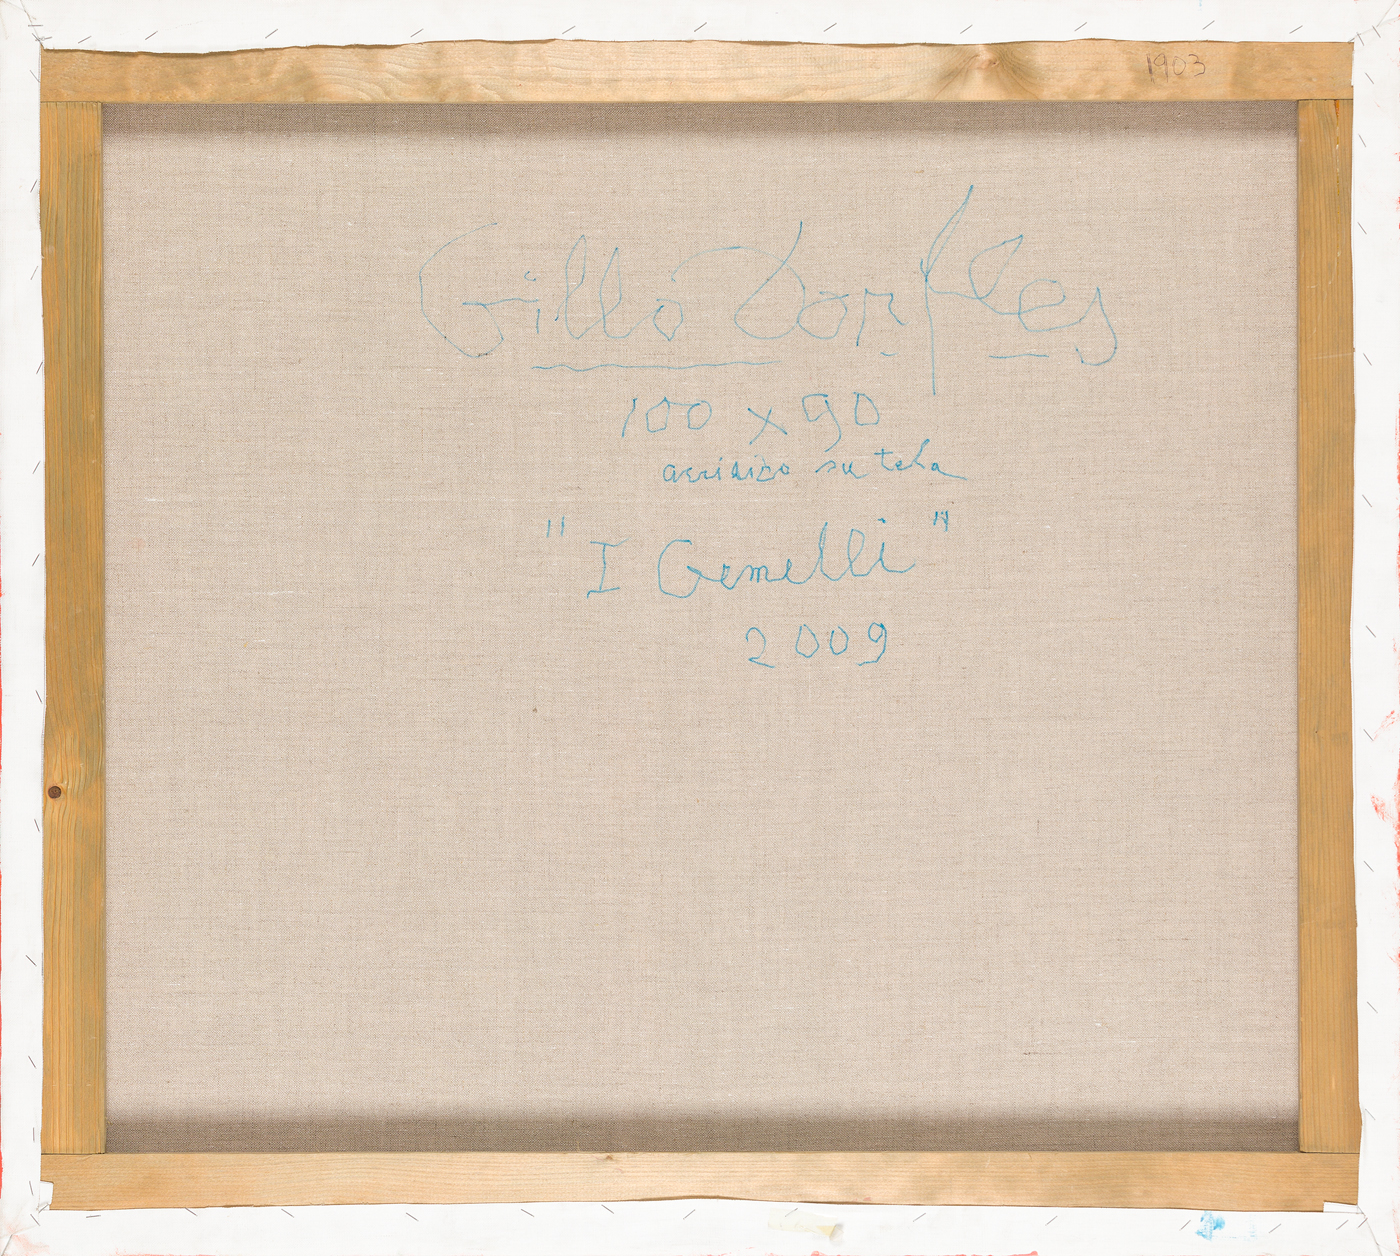 1903
Gillo Dorfles
100 x 90
acrilico su tela
"I Gemelli"
2009